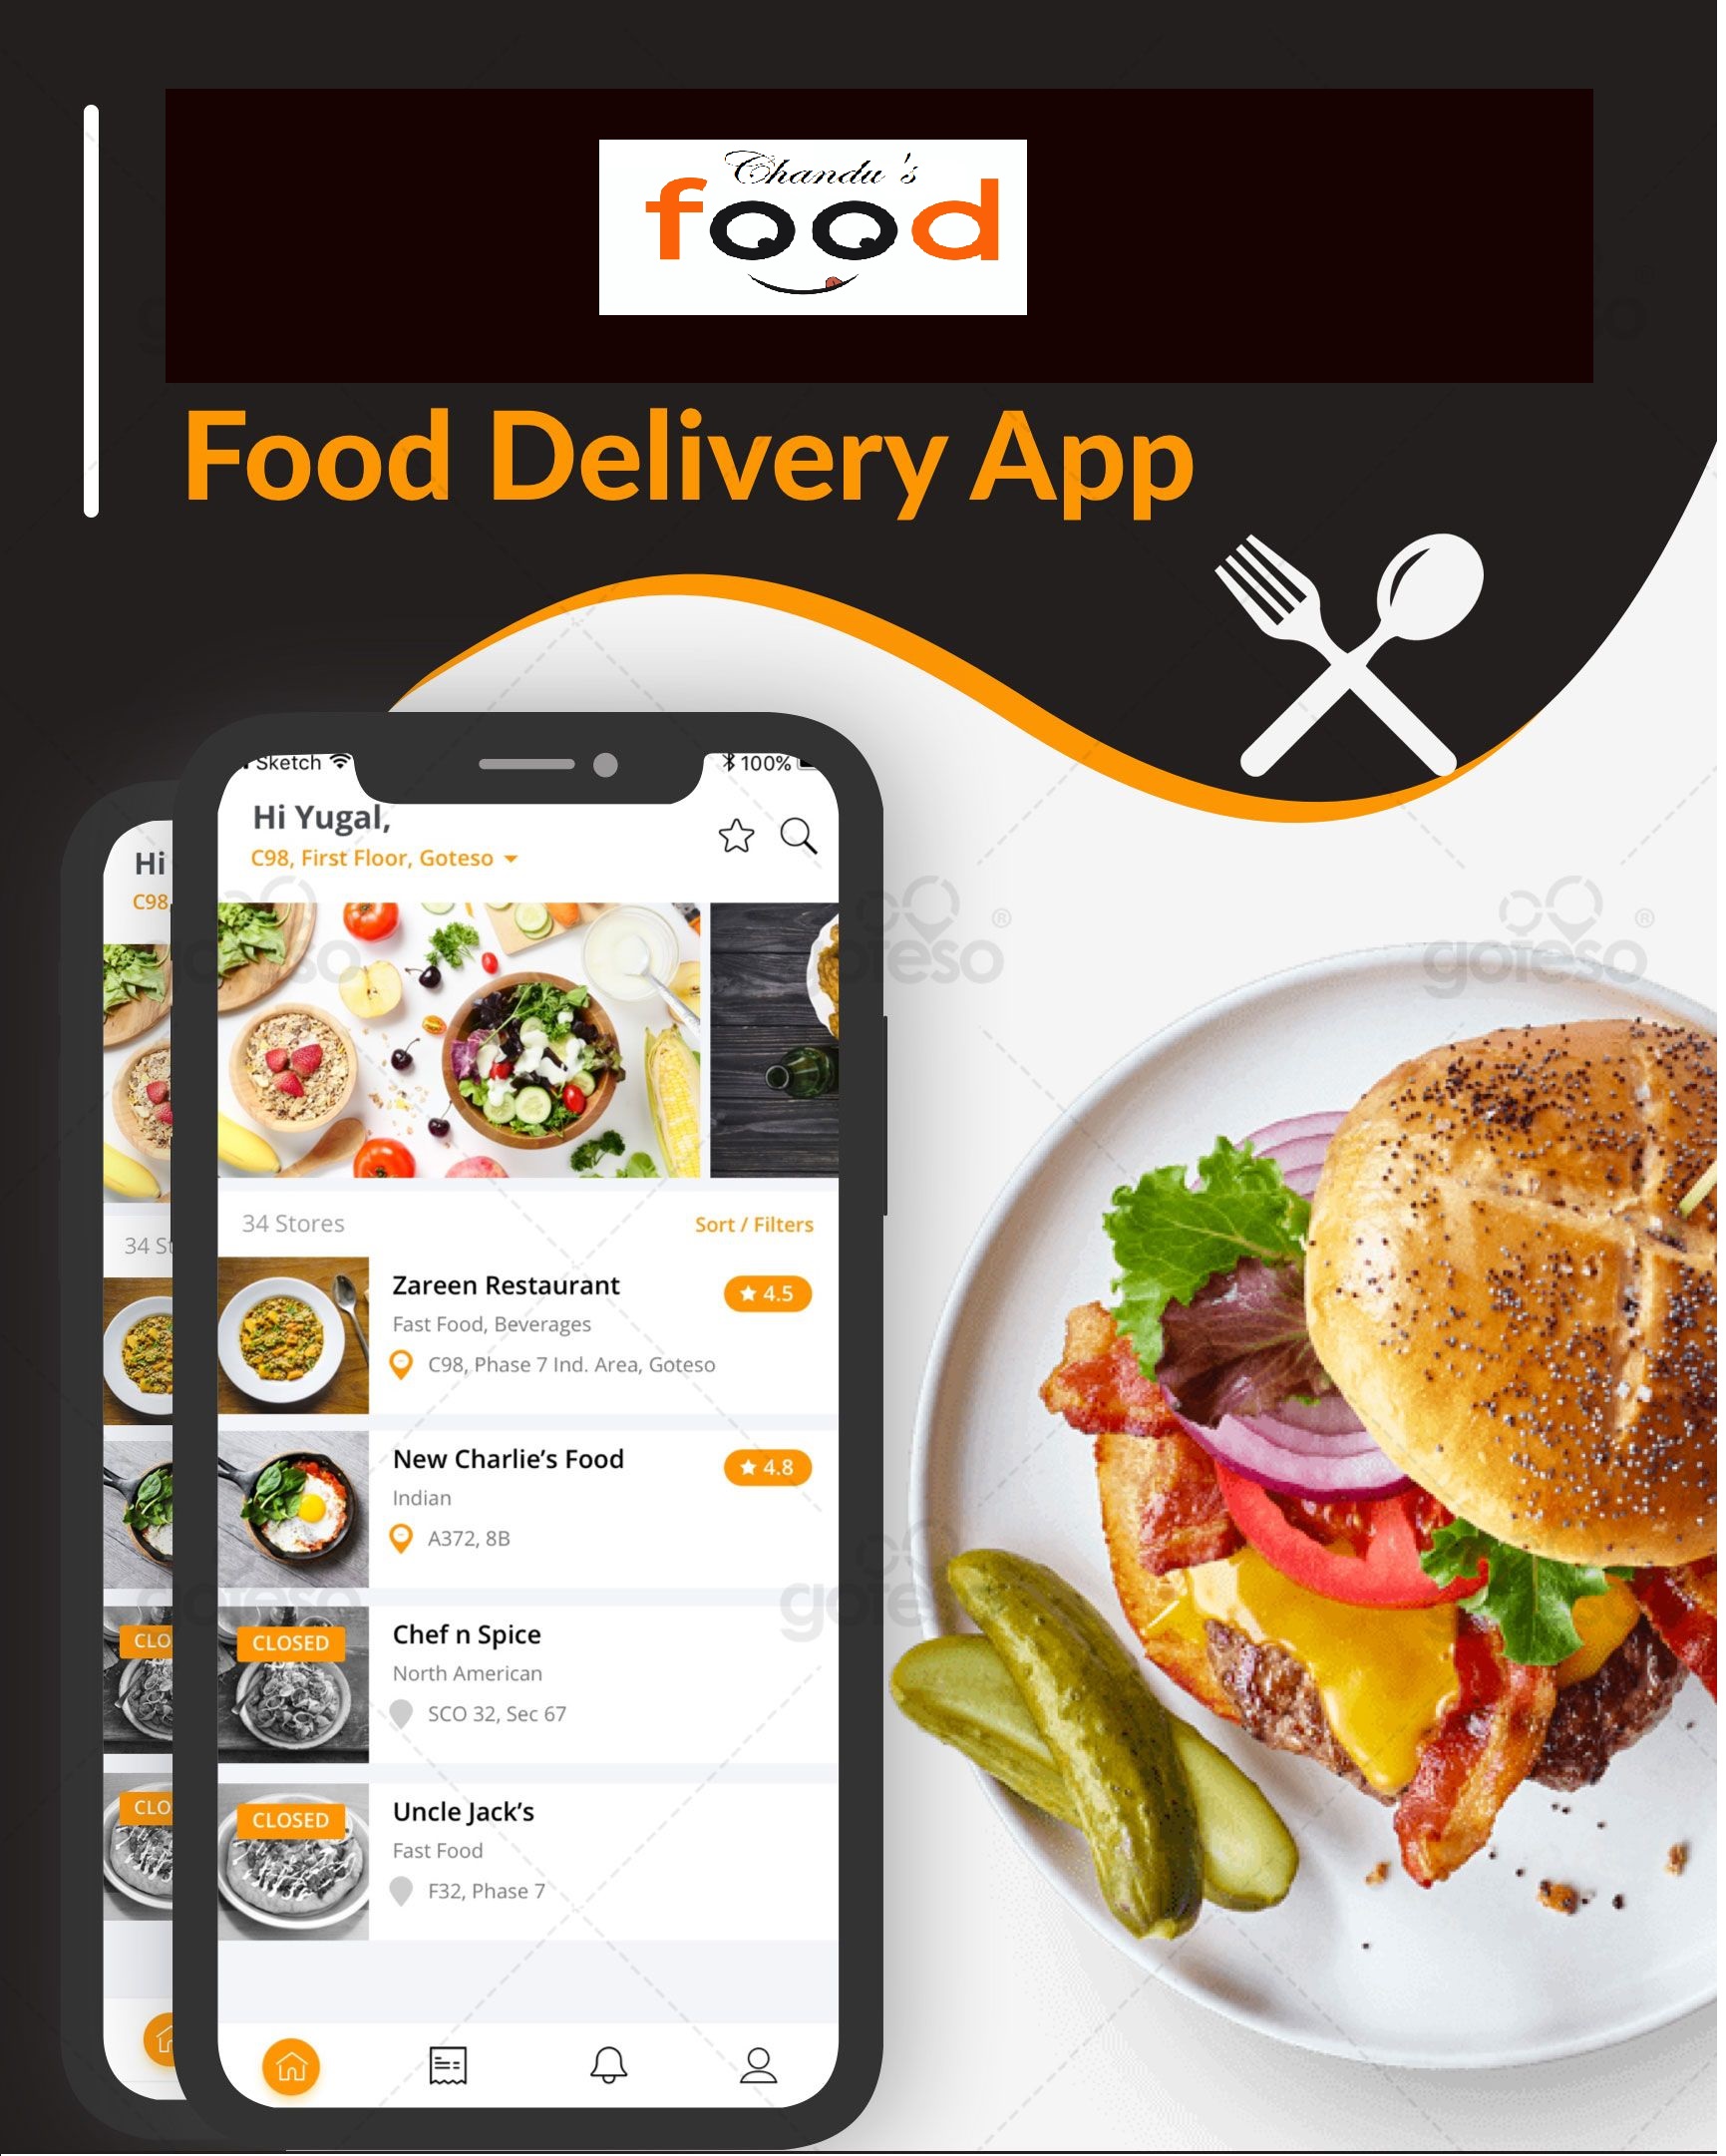 Chandu's
food
Food Delivery App
Sketch 100%
Hi Yugal,
C98, First Floor, Goteso
34 Stores Sort / Filters
Zareen Restaurant 4.5
Fast Food, Beverages
C98, Phase 7 Ind. Area, Goteso
New Charlie’s Food 4.8
Indian
A372, 8B
CLOSED Chef n Spice
North American
SCO 32, Sec 67
CLOSED Uncle Jack’s
Fast Food
F32, Phase 7
Hi
C98,
34 St
CLO
CLO
goteso ®
goteso ®